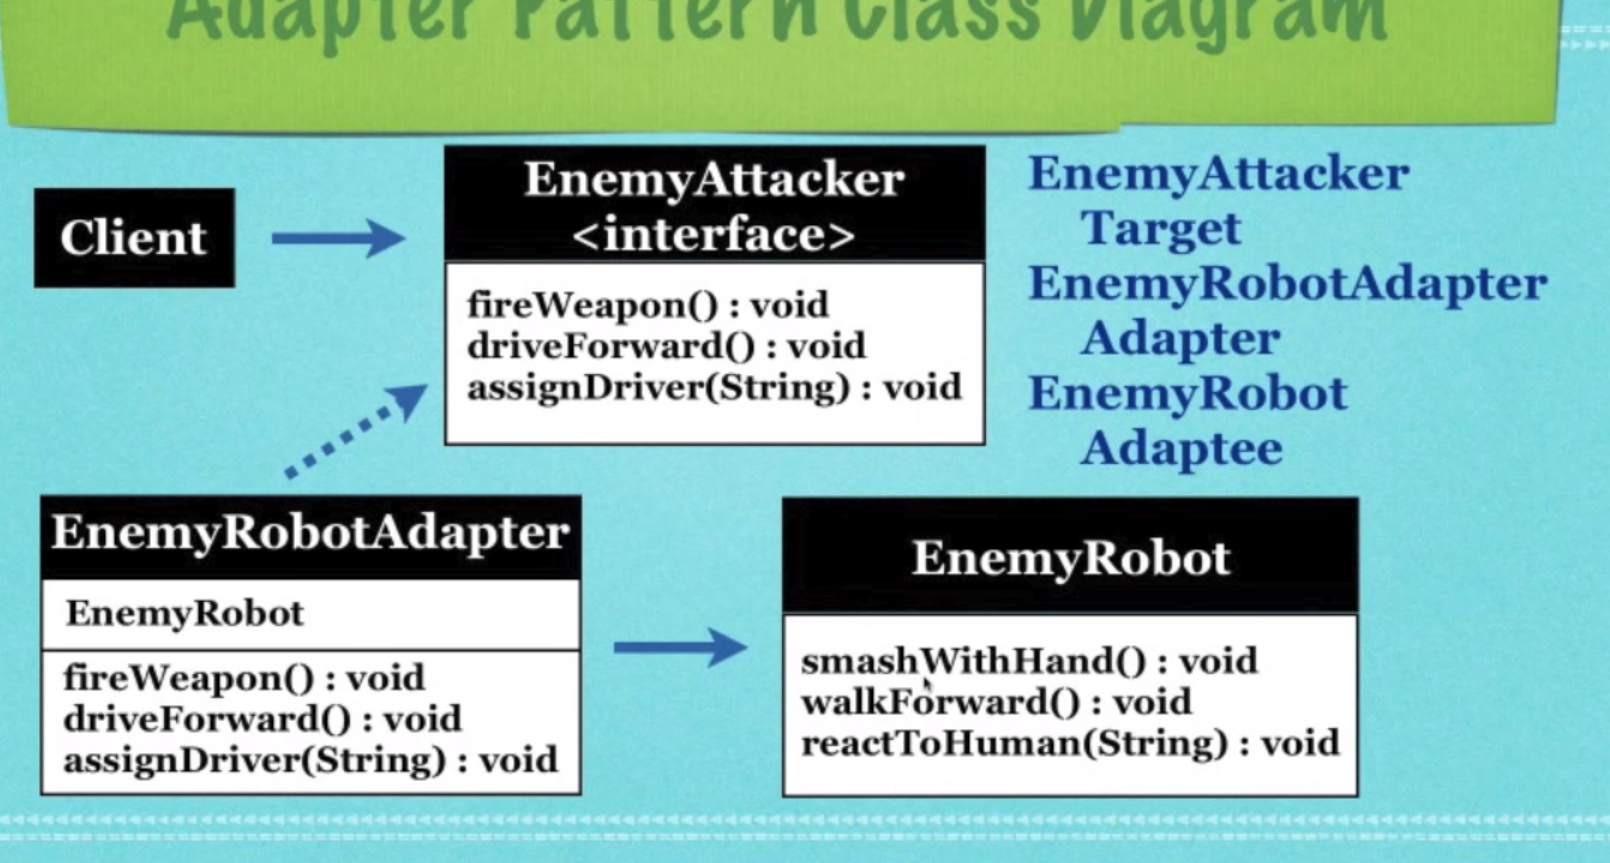 Adapter Pattern Class Diagram
Client
EnemyAttacker
<interface>
fireWeapon() : void
driveForward() : void
assignDriver(String) : void
EnemyAttacker
Target
EnemyRobotAdapter
Adapter
EnemyRobot
Adaptee
EnemyRobotAdapter
EnemyRobot
fireWeapon() : void
driveForward() : void
assignDriver(String) : void
EnemyRobot
smashWithHand() : void
walkForward() : void
reactToHuman(String) : void